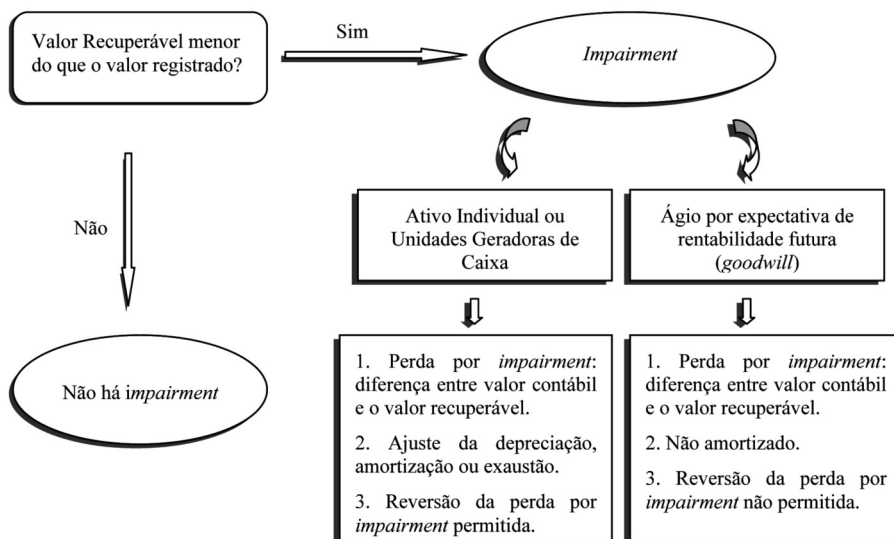 Valor Recuperável menor
do que o valor registrado?
Sim
Impairment
Não
Ativo Individual ou
Unidades Geradoras de
Caixa
Ágio por expectativa de
rentabilidade futura
(goodwill)
Não há impairment
1. Perda por impairment:
diferença entre valor contábil
e o valor recuperável.
2. Ajuste da depreciação,
amortização ou exaustão.
3. Reversão da perda por
impairment permitida.
1. Perda por impairment:
diferença entre valor contábil
e o valor recuperável.
2. Não amortizado.
3. Reversão da perda por
impairment não permitida.